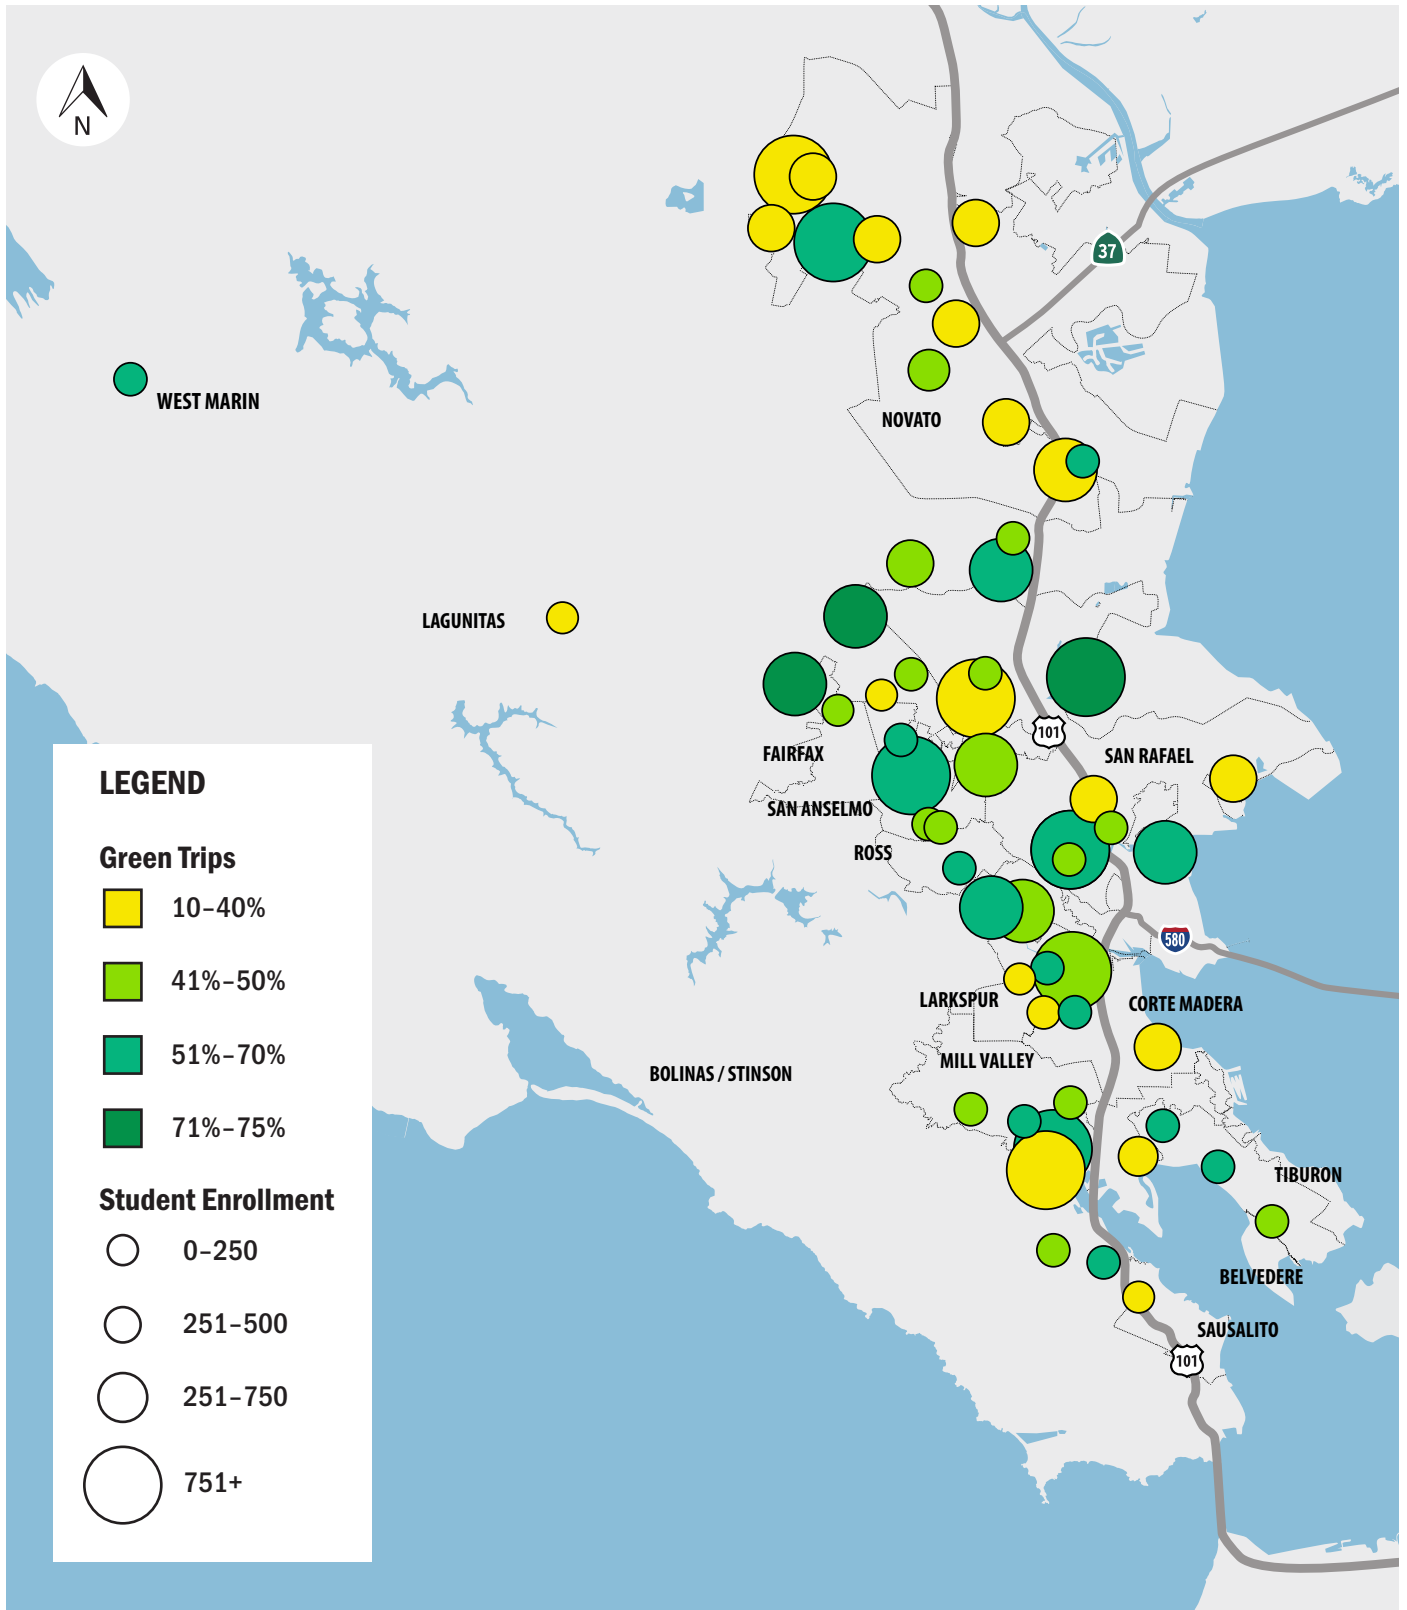 N
37
WEST MARIN
NOVATO
LAGUNITAS
101
FAIRFAX
SAN RAFAEL
SAN ANSELMO
ROSS
580
LARKSPUR
CORTE MADERA
MILL VALLEY
BOLINAS / STINSON
TIBURON
BELVEDERE
SAUSALITO
101
LEGEND
Green Trips
10–40%
41%–50%
51%–70%
71%–75%
Student Enrollment
0–250
251–500
251–750
751+